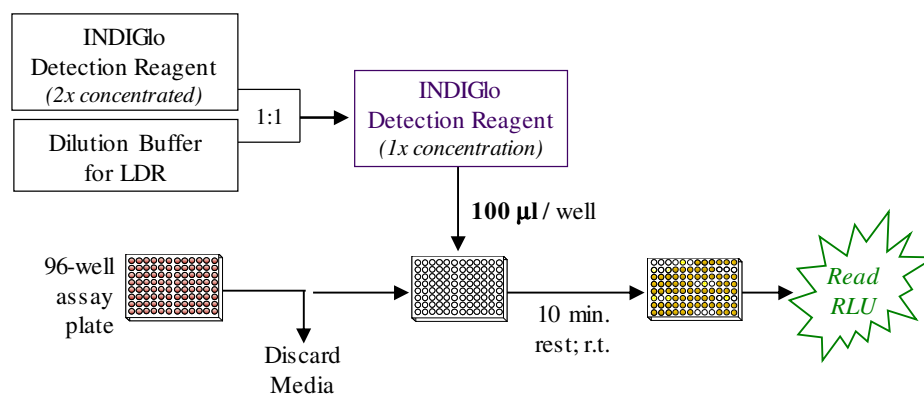 INDIGlo
Detection Reagent
(2x concentrated)
Dilution Buffer
for LDR
1:1
INDIGlo
Detection Reagent
(1x concentration)
100 µl / well
96-well
assay
plate
Discard
Media
10 min.
rest; r.t.
Read
RLU